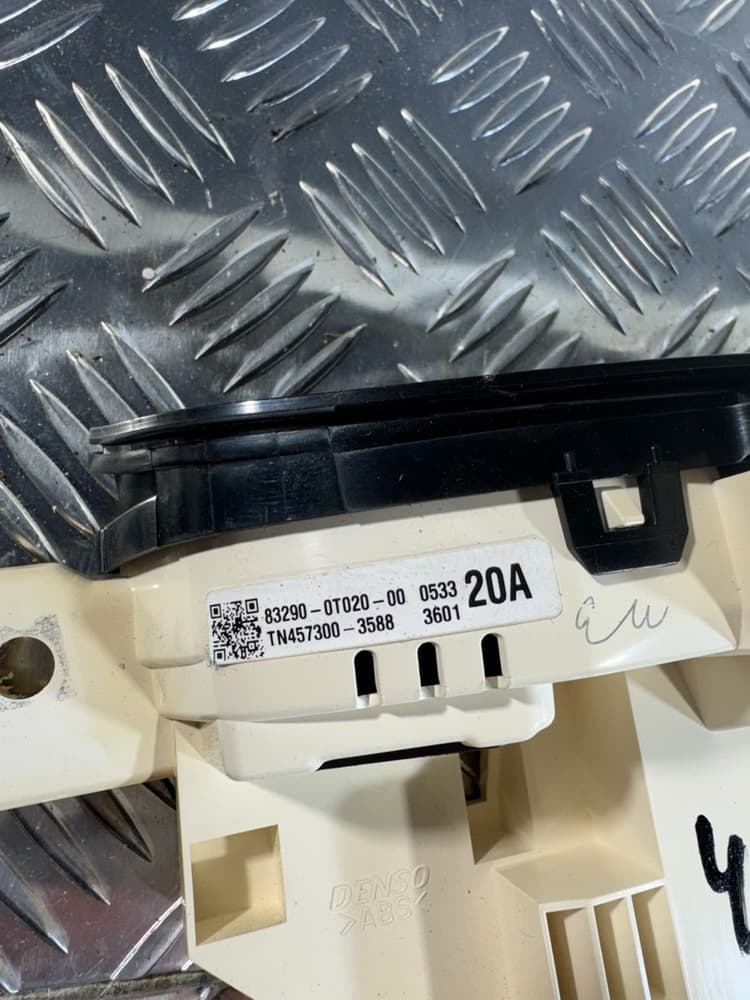 83290-0T020-00 0533 20A
TN457300-3588 3601
DENSO
>ABS<